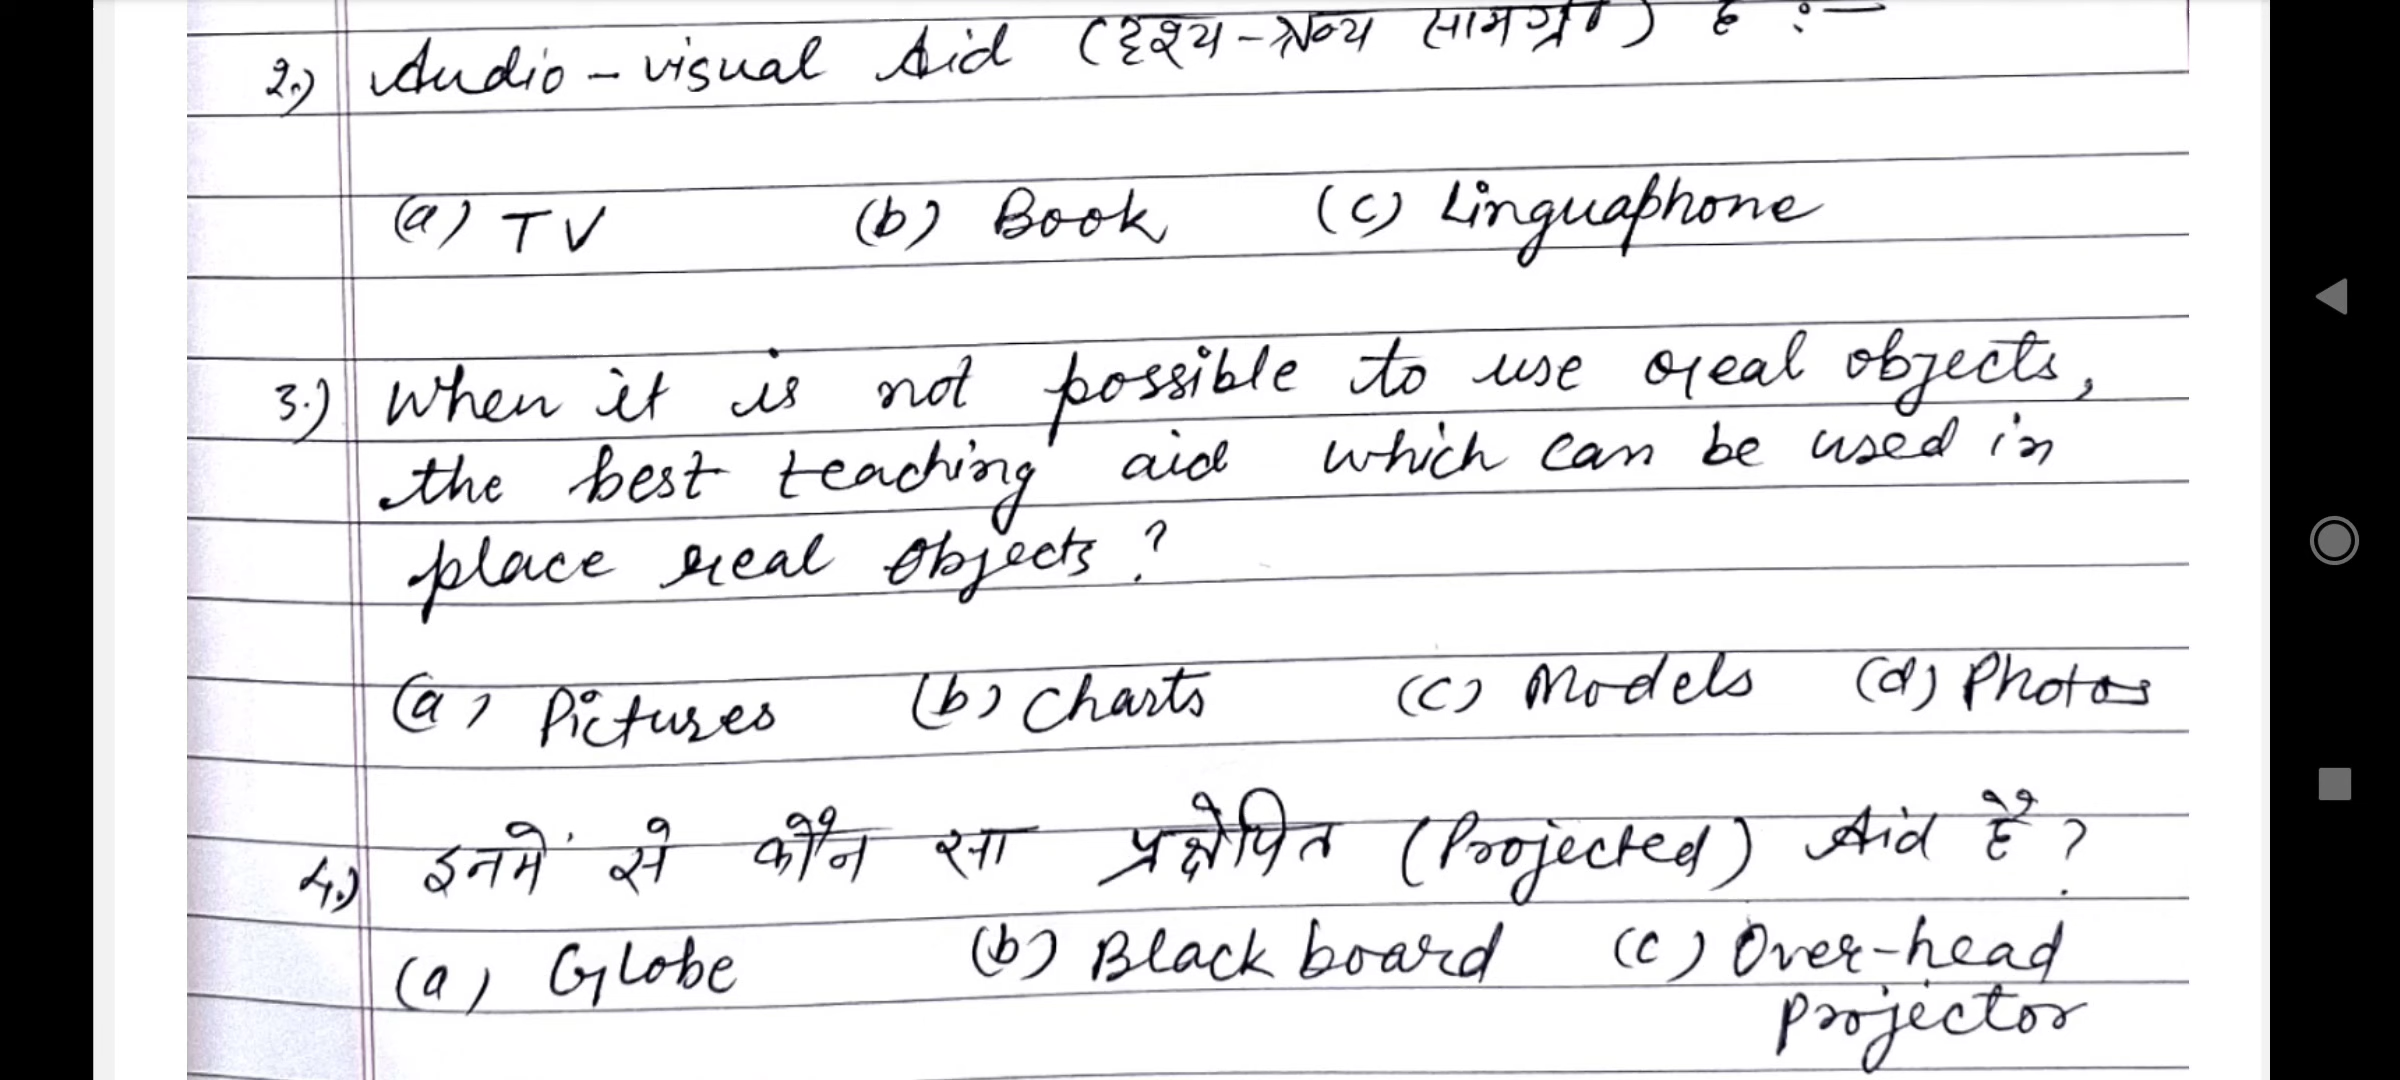 2.) Audio-visual Aid (दृश्य-श्रव्य सामग्री) है :-
(a) TV (b) Book (c) Linguaphone
3.) When it is not possible to use real objects,
the best teaching aid which can be used in
place real objects ?
(a) Pictures (b) Charts (c) Models (d) Photos
4.) इनमें से कौन सा प्रक्षेपित (Projected) Aid है ?
(a) Globe (b) Black board (c) Over-head
Projector